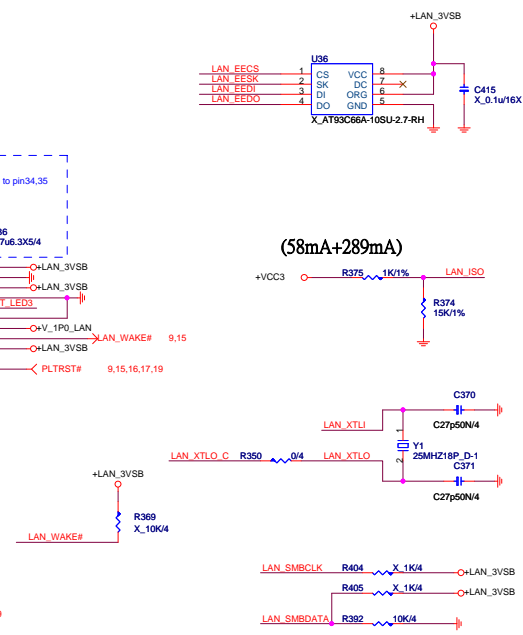 +LAN_3VSB
U36
LAN_EECS 1 CS VCC 8
LAN_EESK 2 SK DC 7
LAN_EEDI 3 DI ORG 6
LAN_EEDO 4 DO GND 5
X_AT93C66A-10SU-2.7-RH
C415
X_0.1u/16X
to pin34,35
36
7u6.3X5/4
+LAN_3VSB
+LAN_3VSB
T_LED3
+V_1P0_LAN
LAN_WAKE# 9,15
+LAN_3VSB
PLTRST# 9,15,16,17,19
(58mA+289mA)
+VCC3 R375 1K/1% LAN_ISO
R374
15K/1%
C370
C27p50N/4
LAN_XTLI
1
Y1
25MHZ18P_D-1
2
LAN_XTLO_C R350 0/4 LAN_XTLO
C371
C27p50N/4
+LAN_3VSB
R369
X_10K/4
LAN_WAKE#
LAN_SMBCLK R404 X_1K/4 +LAN_3VSB
R405 X_1K/4 +LAN_3VSB
LAN_SMBDATA R392 10K/4